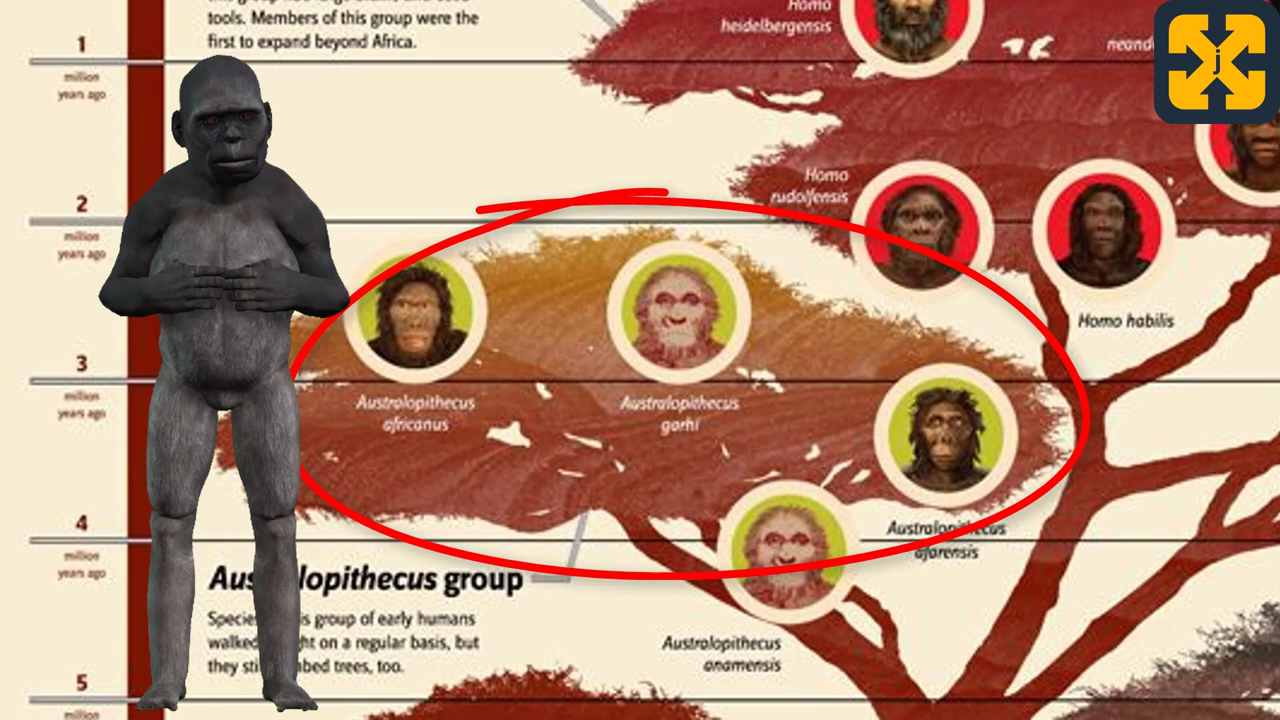 tools. Members of this group were the
first to expand beyond Africa.
1
million
years ago
Homo
heidelbergensis
j
2
million
years ago
Homo
rudolfensis
Homo habilis
3
million
years ago
Australopithecus
africanus
Australopithecus
garhi
4
million
years ago
Australopithecus
afarensis
lopithecus group
is group of early humans
walked on a regular basis, but
they trees, too.
Australopithecus
anamensis
5
million